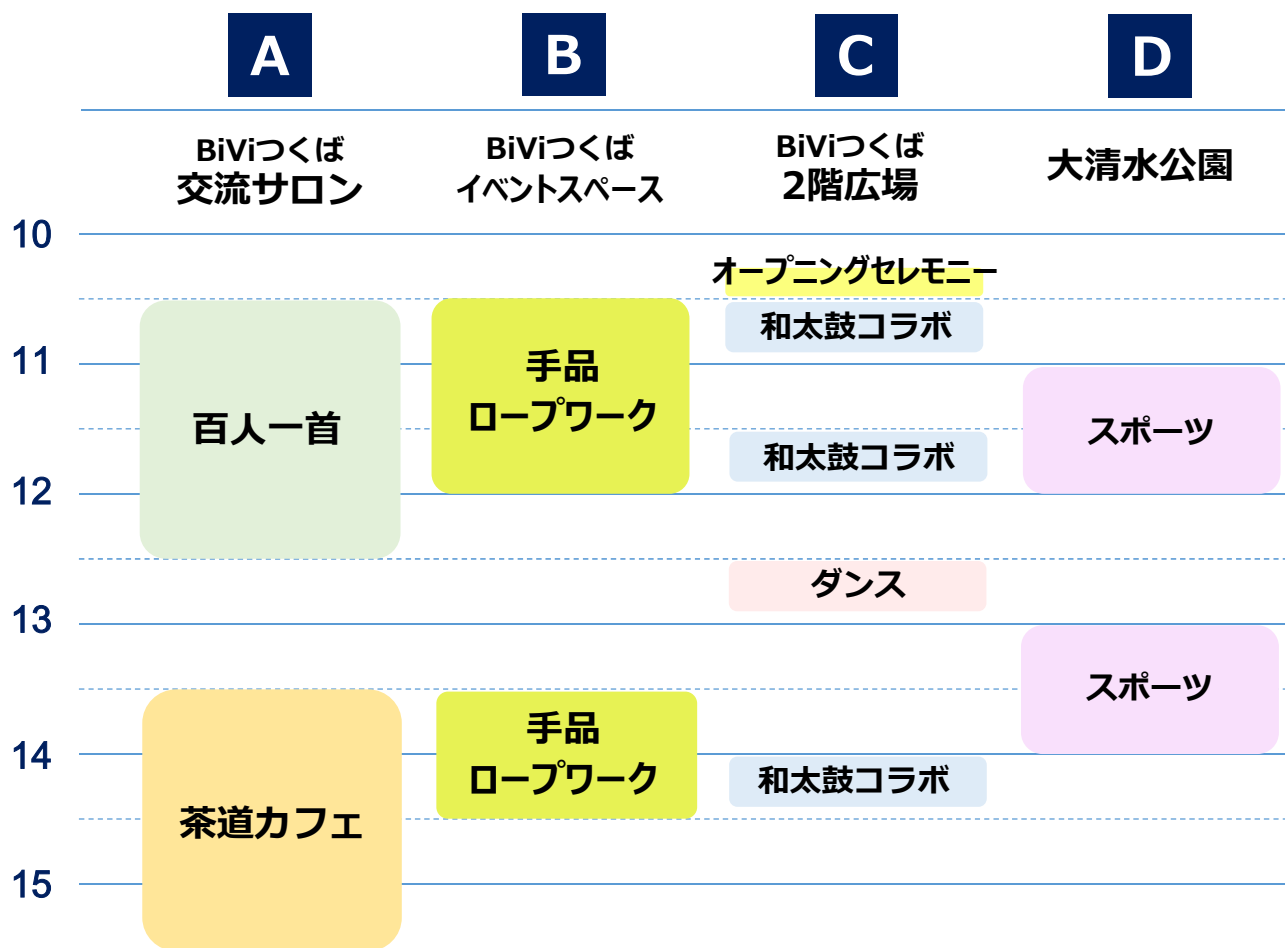 A
B
C
D
BiViつくば
交流サロン
BiViつくば
イベントスペース
BiViつくば
2階広場
大清水公園
10
オープニングセレモニー
和太鼓コラボ
11
手品
ロープワーク
百人一首
スポーツ
和太鼓コラボ
12
ダンス
13
スポーツ
手品
ロープワーク
14
和太鼓コラボ
茶道カフェ
15